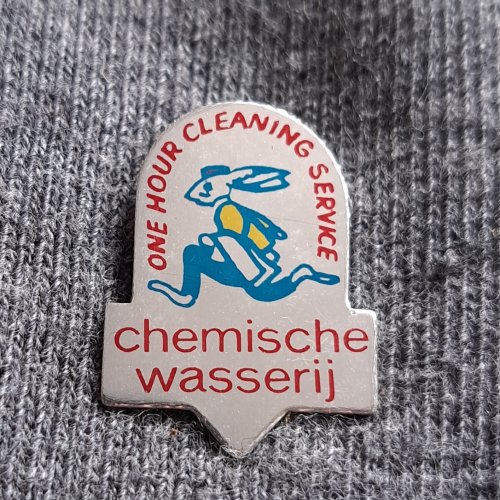 ONE HOUR CLEANING SERVICE
chemische
wasserij